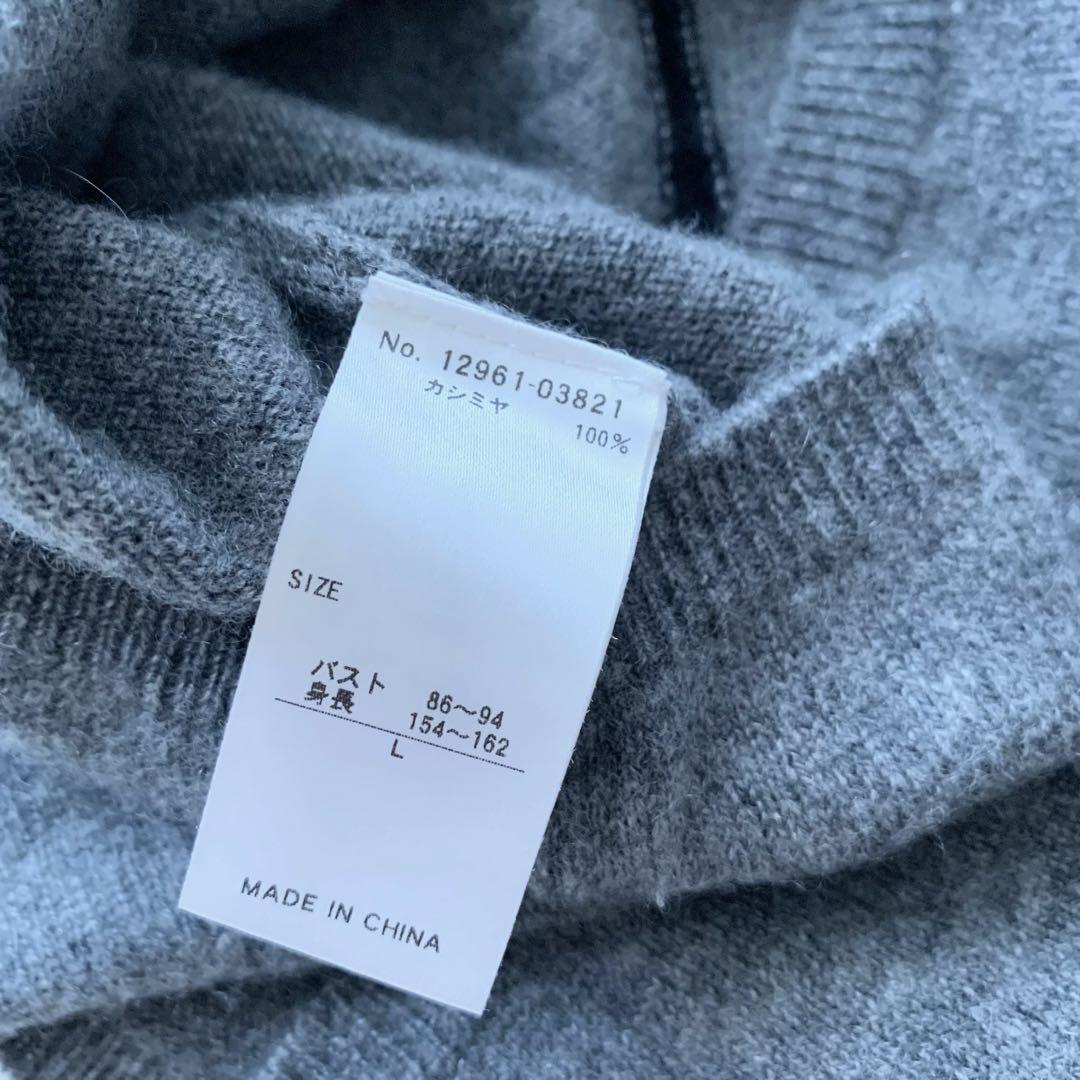 No. 12961-03821
カシミヤ
100%
SIZE
バスト 86〜94
身長 154〜162
L
MADE IN CHINA